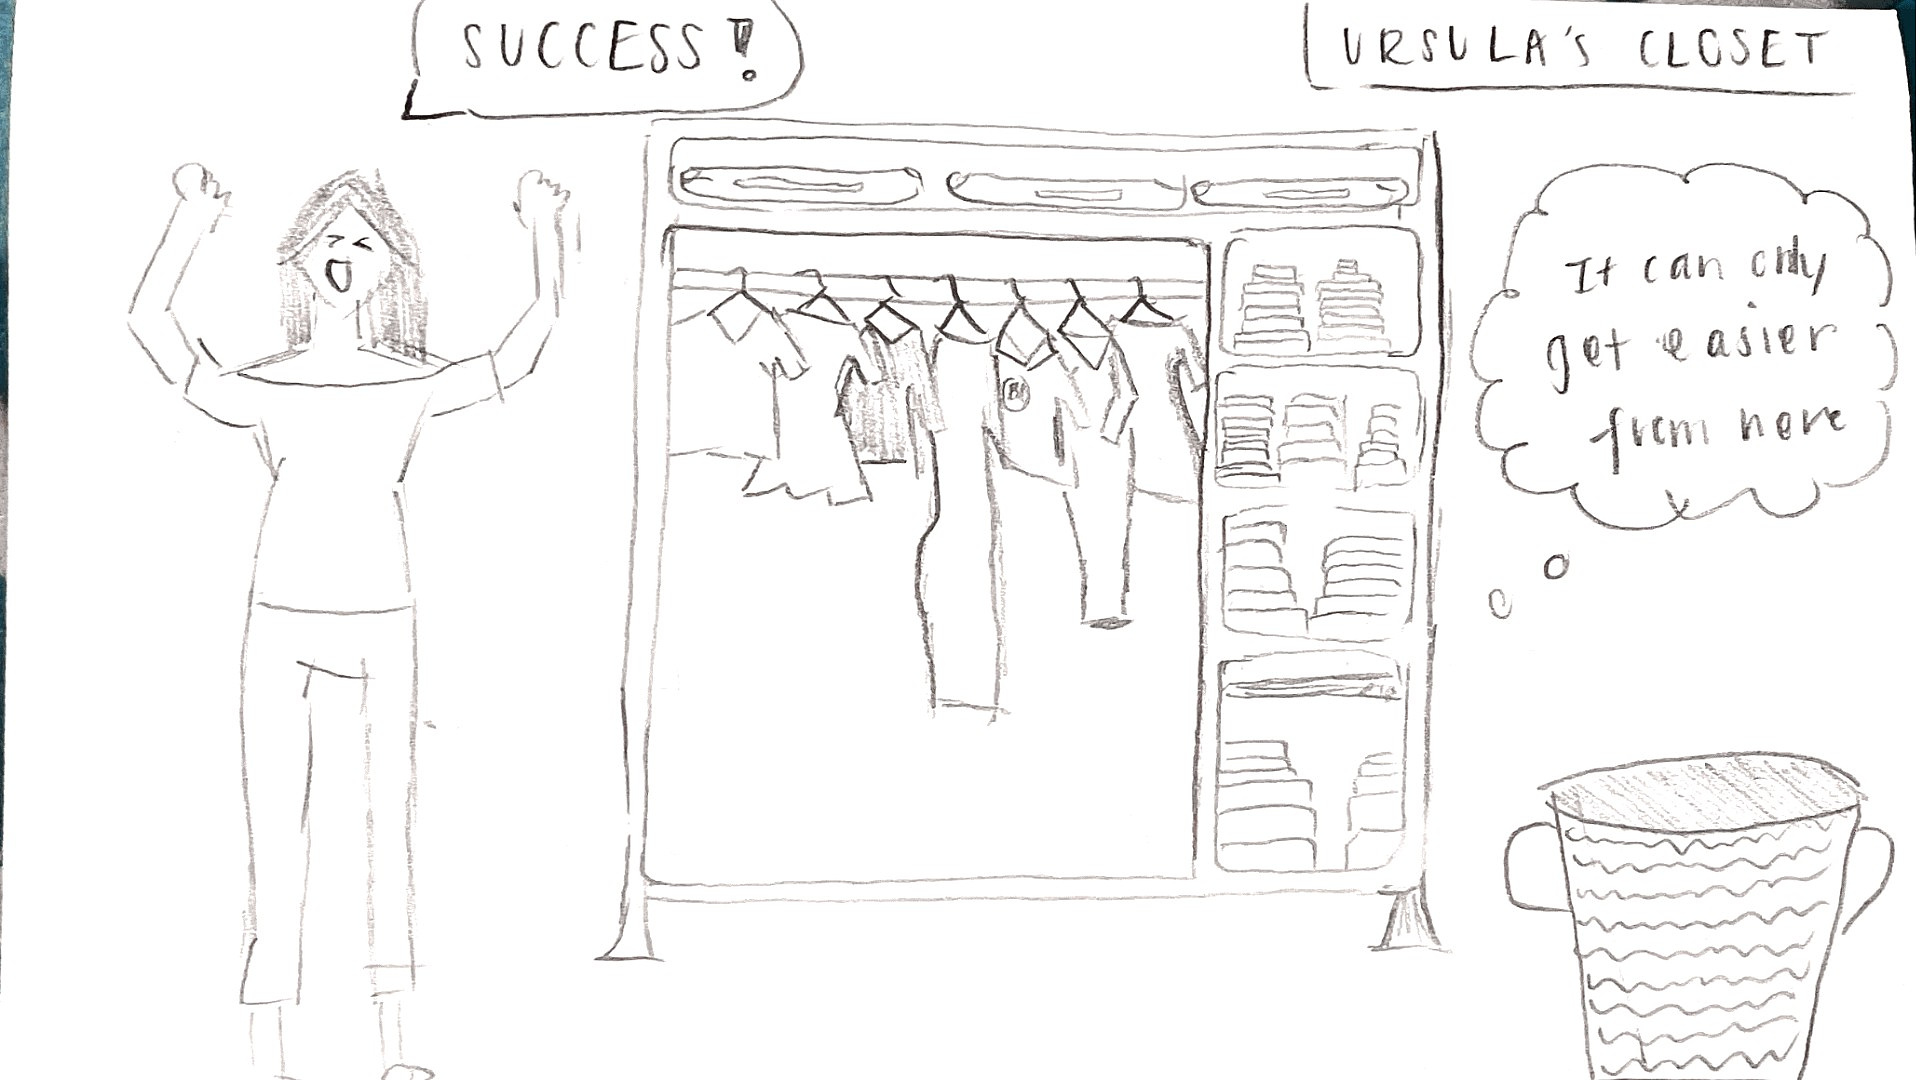 SUCCESS!
URSULA'S CLOSET
It can only
get easier
from here